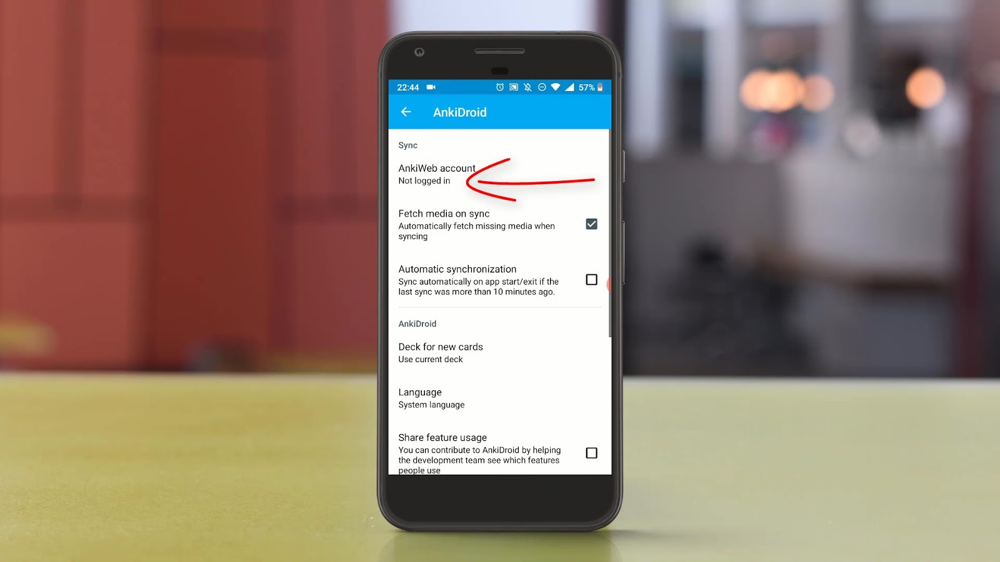 22:44
57%
AnkiDroid
Sync
AnkiWeb account
Not logged in
Fetch media on sync
Automatically fetch missing media when
syncing
Automatic synchronization
Sync automatically on app start/exit if the
last sync was more than 10 minutes ago.
AnkiDroid
Deck for new cards
Use current deck
Language
System language
Share feature usage
You can contribute to AnkiDroid by helping
the development team see which features
people use